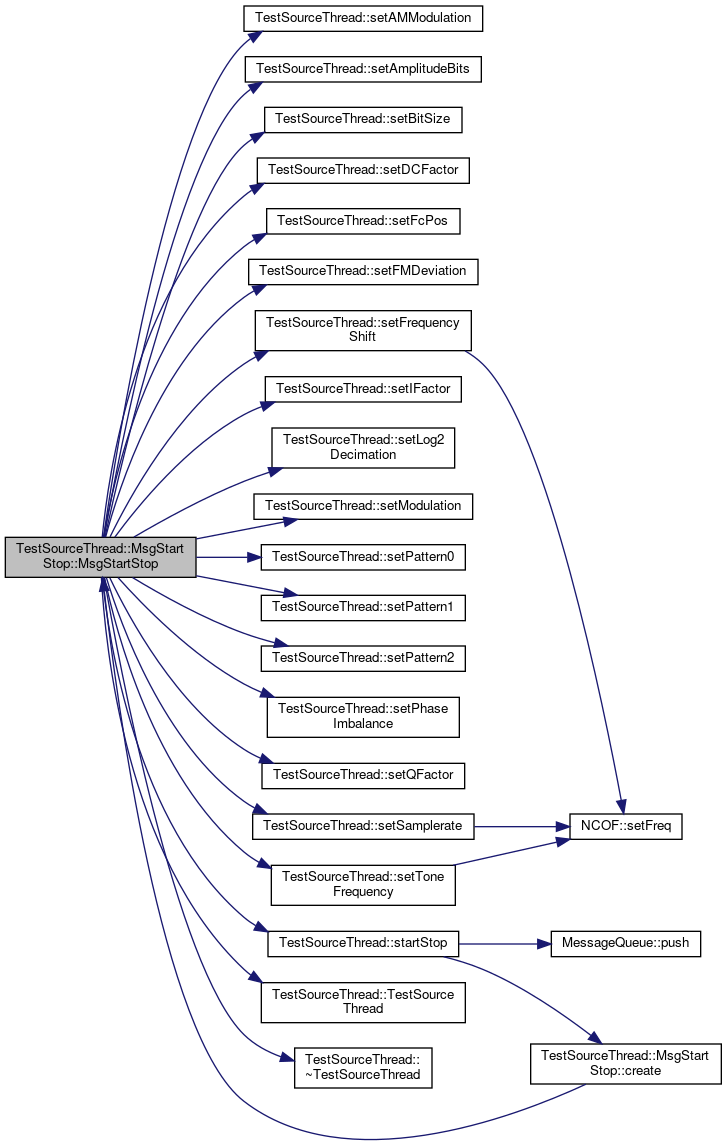 TestSourceThread::setAMModulation
TestSourceThread::setAmplitudeBits
TestSourceThread::setBitSize
TestSourceThread::setDCFactor
TestSourceThread::setFcPos
TestSourceThread::setFMDeviation
TestSourceThread::setFrequency
Shift
TestSourceThread::setIFactor
TestSourceThread::setLog2
Decimation
TestSourceThread::setModulation
TestSourceThread::MsgStart
Stop::MsgStartStop
TestSourceThread::setPattern0
TestSourceThread::setPattern1
TestSourceThread::setPattern2
TestSourceThread::setPhase
Imbalance
TestSourceThread::setQFactor
TestSourceThread::setSamplerate
NCOF::setFreq
TestSourceThread::setTone
Frequency
TestSourceThread::startStop
MessageQueue::push
TestSourceThread::TestSource
Thread
TestSourceThread::MsgStart
Stop::create
TestSourceThread::
~TestSourceThread